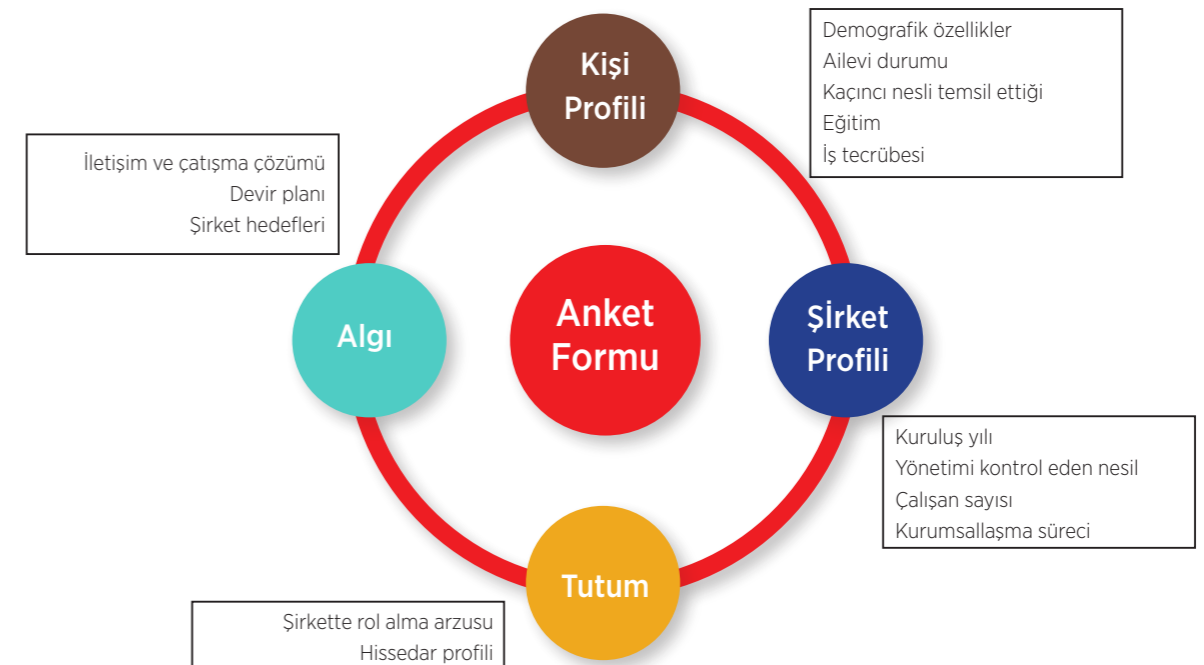 Kişi
Profili
Demografik özellikler
Ailevi durumu
Kaçıncı nesli temsil ettiği
Eğitim
İş tecrübesi
İletişim ve çatışma çözümü
Devir planı
Şirket hedefleri
Algı
Anket
Formu
Şİrket
Profili
Kuruluş yılı
Yönetimi kontrol eden nesil
Çalışan sayısı
Kurumsallaşma süreci
Tutum
Şirkette rol alma arzusu
Hissedar profili